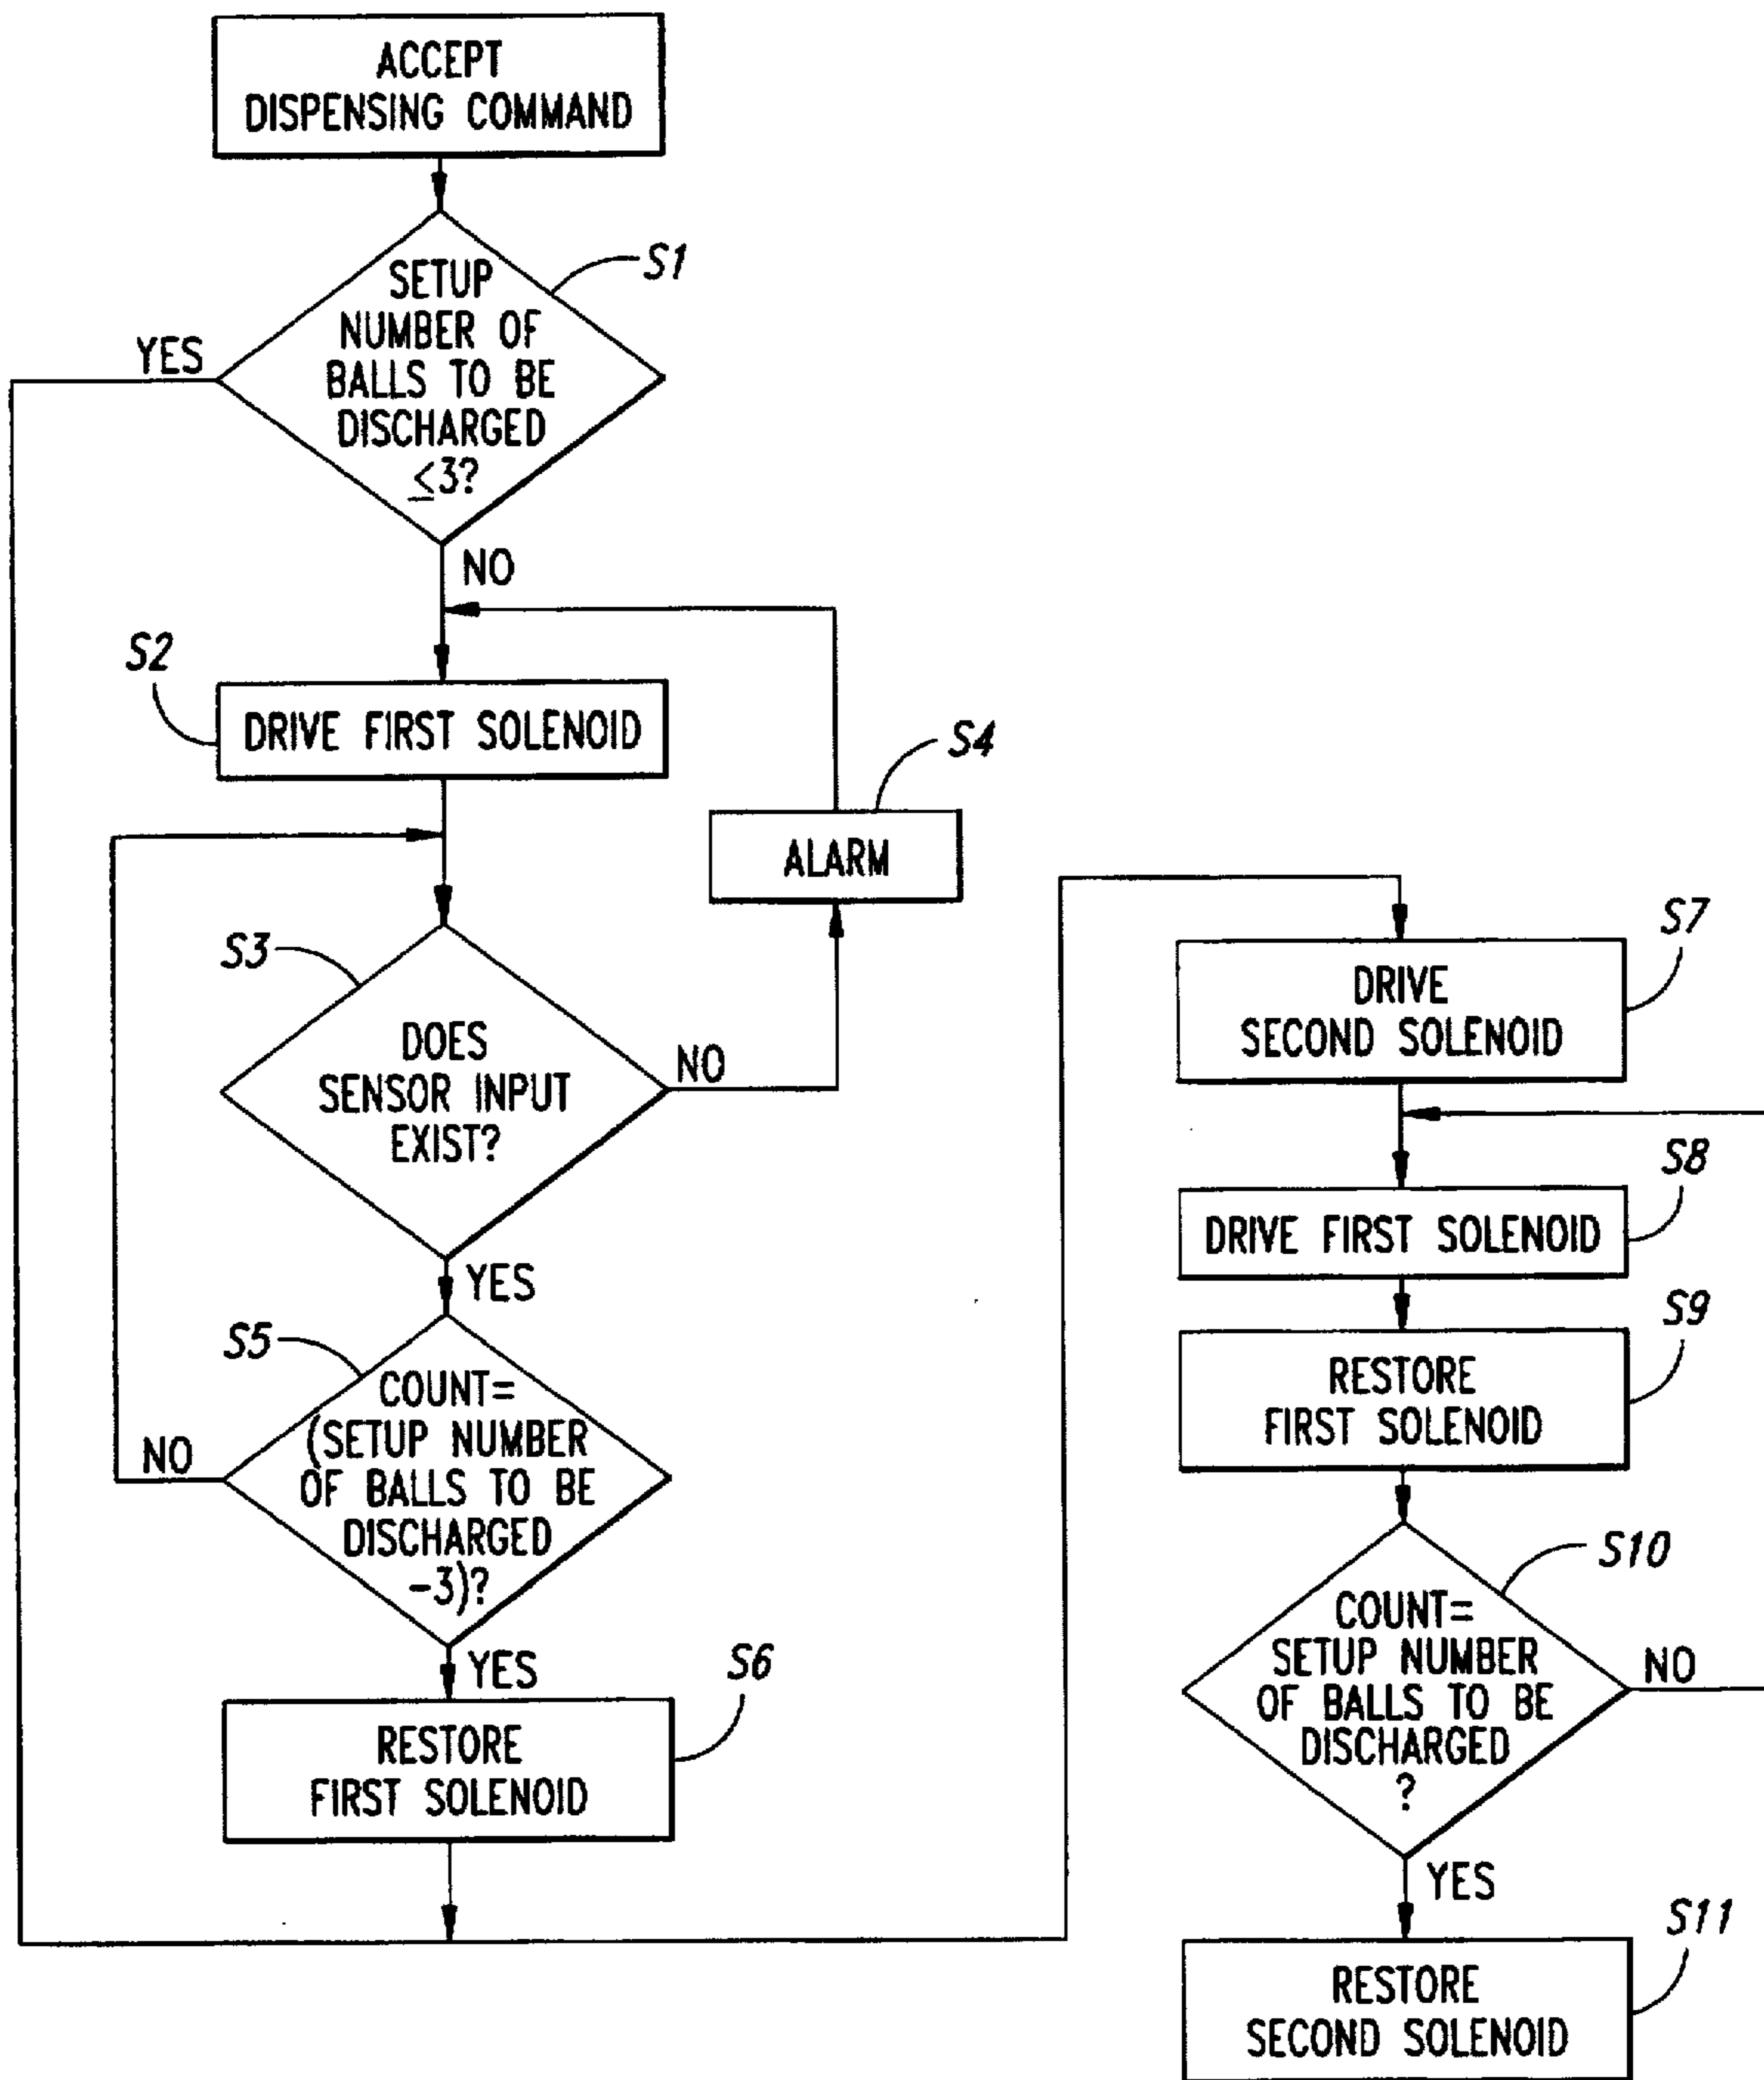 ACCEPT
DISPENSING COMMAND
S1
SETUP
NUMBER OF
BALLS TO BE
DISCHARGED
≤3?
YES
NO
S2
DRIVE FIRST SOLENOID
S4
ALARM
S3
DOES
SENSOR INPUT
EXIST?
NO
YES
S5
COUNT=
(SETUP NUMBER
OF BALLS TO BE
DISCHARGED
-3)?
NO
YES
S6
RESTORE
FIRST SOLENOID
S7
DRIVE
SECOND SOLENOID
S8
DRIVE FIRST SOLENOID
S9
RESTORE
FIRST SOLENOID
S10
COUNT=
SETUP NUMBER
OF BALLS TO BE
DISCHARGED
?
NO
YES
S11
RESTORE
SECOND SOLENOID